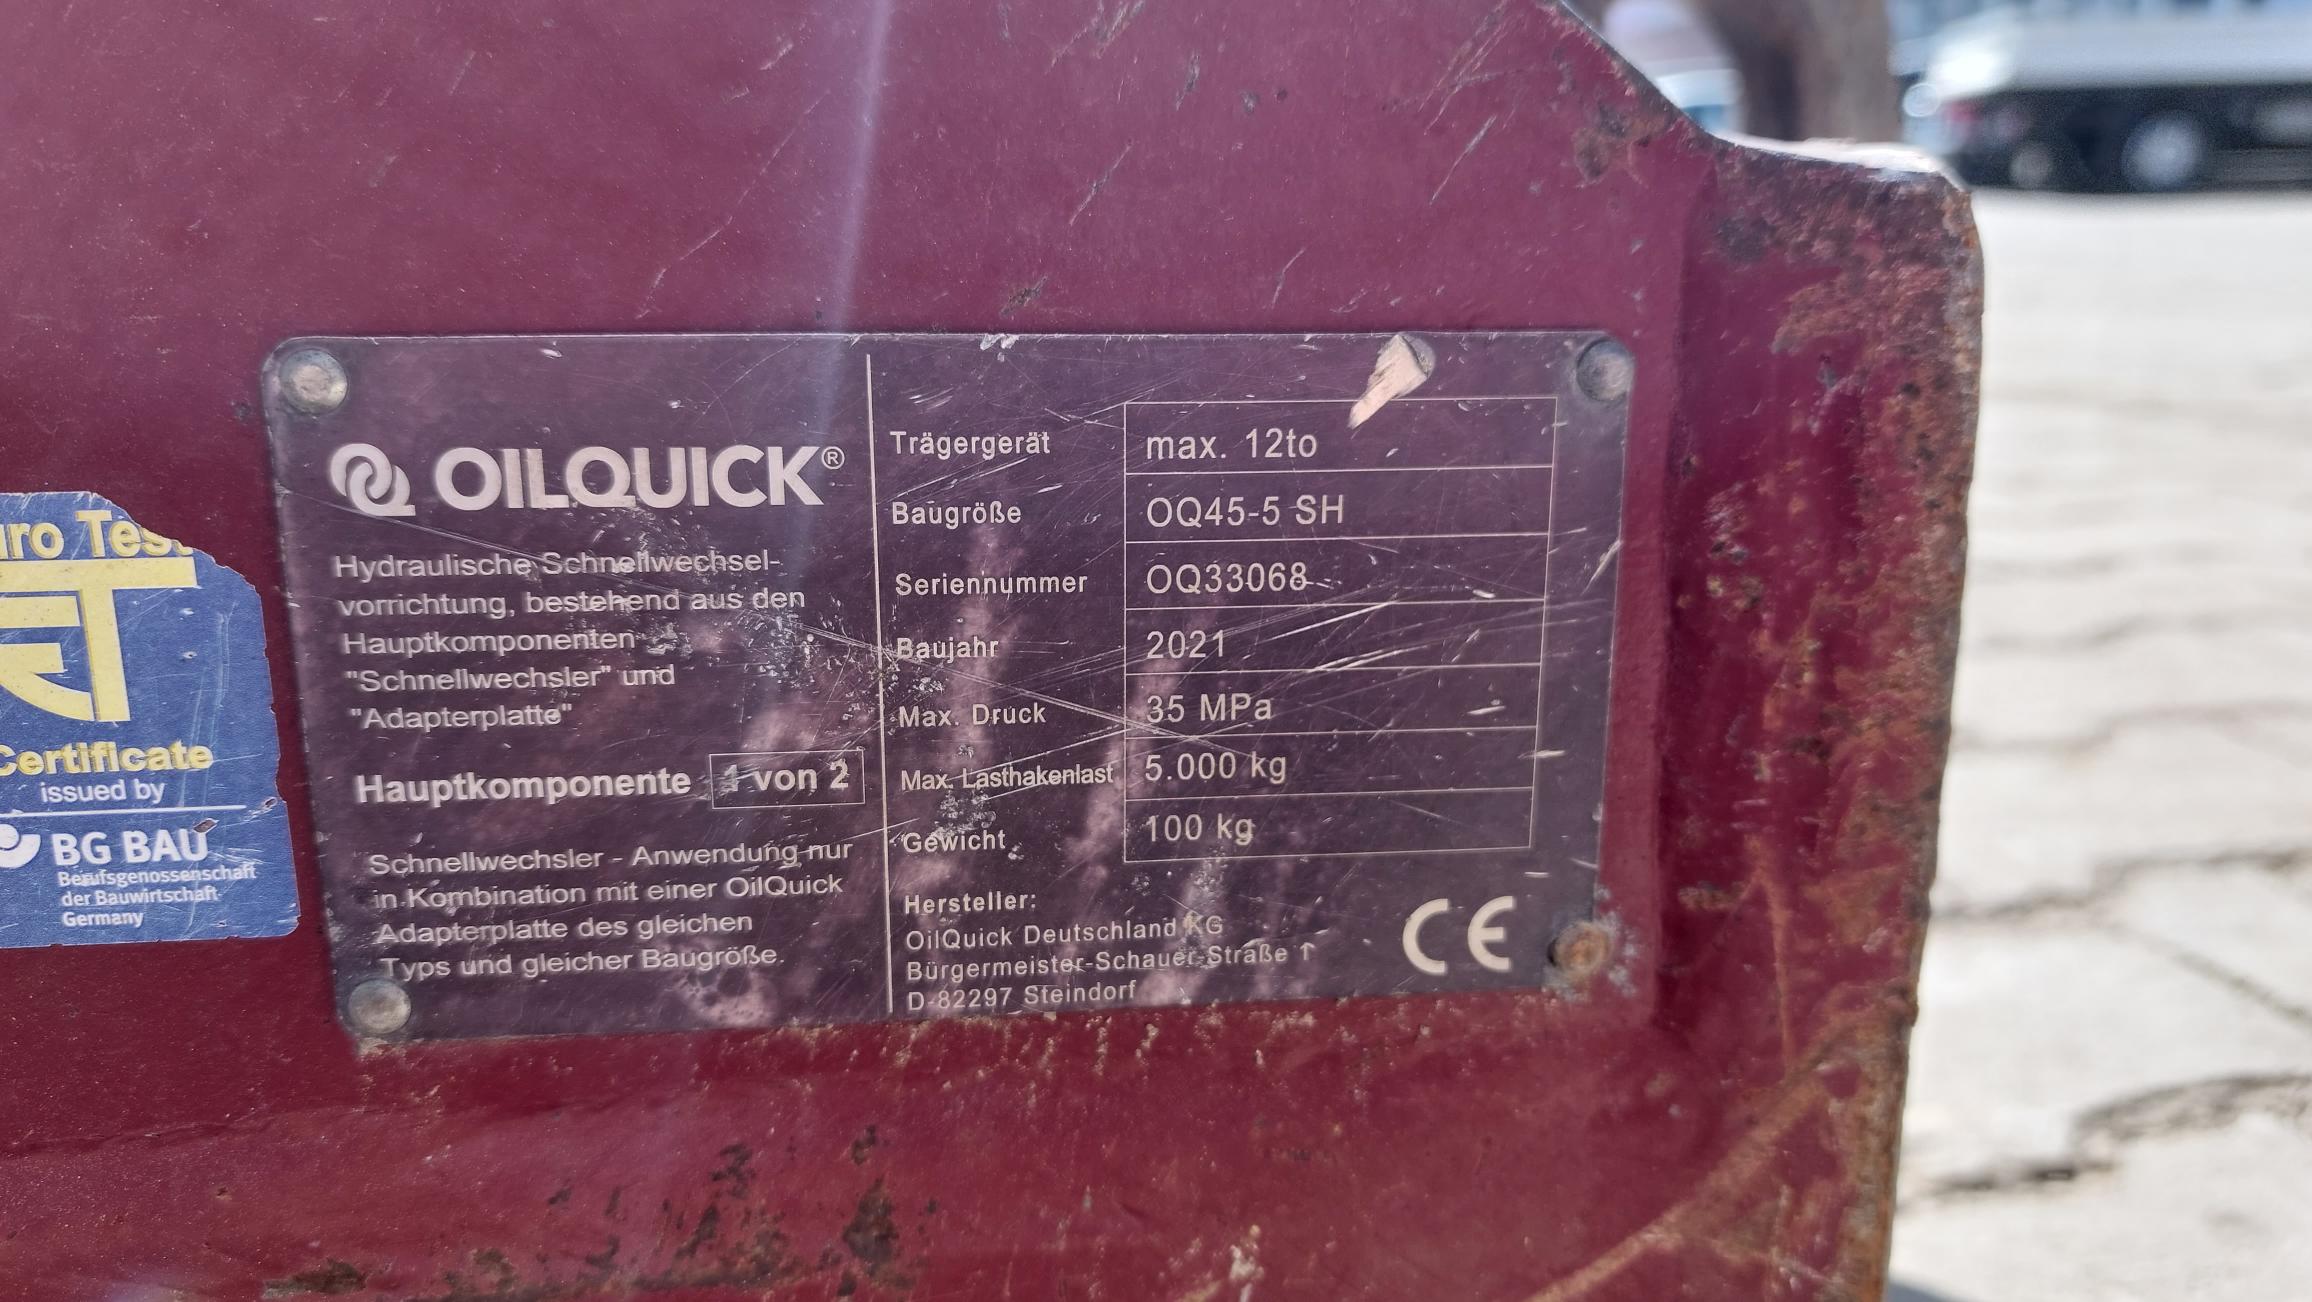 OILQUICK®
Hydraulische Schnellwechsel-
vorrichtung, bestehend aus den
Hauptkomponenten
"Schnellwechsler" und
"Adapterplatte"
Hauptkomponente 1 von 2
Schnellwechsler - Anwendung nur
in Kombination mit einer OilQuick
Adapterplatte des gleichen
Typs und gleicher Baugröße.
Trägergerät max. 12to
Baugröße OQ45-5 SH
Seriennummer OQ33068
Baujahr 2021
Max. Druck 35 MPa
Max. Lasthakenlast 5.000 kg
Gewicht 100 kg
Hersteller:
OilQuick Deutschland KG
Bürgermeister-Schauer-Straße 1
D-82297 Steindorf
CE
Test
ET
Certificate
issued by
BG BAU
Berufsgenossenschaft
der Bauwirtschaft
Germany